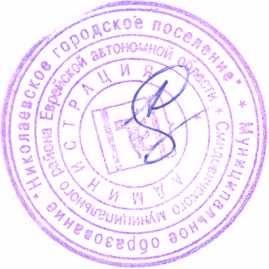 Муниципальное образование * Николаевское городское поселение *
Смидовичского муниципального района Еврейской автономной области *
АДМИНИСТРАЦИЯ